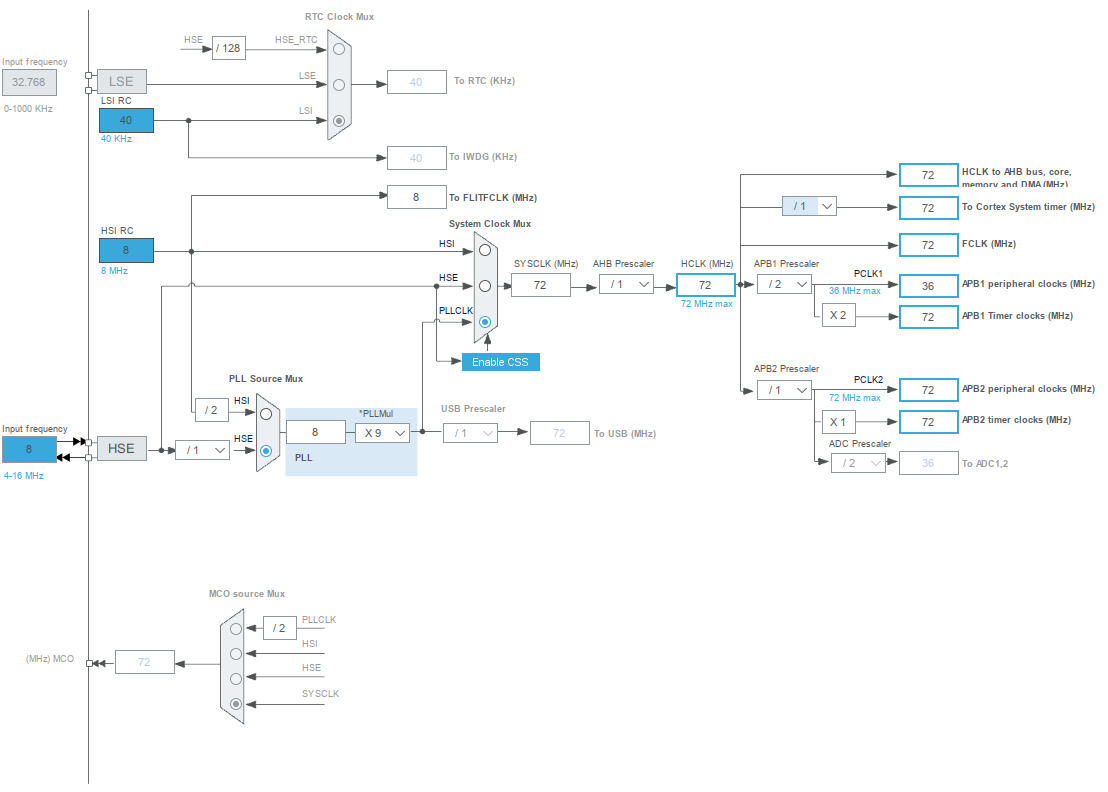 RTC Clock Mux
HSE
/ 128
HSE_RTC
Input frequency
32.768
0-1000 KHz
LSE
LSE
40
To RTC (KHz)
LSI RC
40
40 KHz
LSI
40
To IWDG (KHz)
8
To FLITFCLK (MHz)
HSI RC
8
8 MHz
System Clock Mux
HSI
HSE
PLLCLK
Enable CSS
SYSCLK (MHz)
72
AHB Prescaler
/ 1
HCLK (MHz)
72
72 MHz max
72
HCLK to AHB bus, core,
memory and DMA (MHz)
/ 1
72
To Cortex System timer (MHz)
72
FCLK (MHz)
APB1 Prescaler
/ 2
PCLK1
36 MHz max
36
APB1 peripheral clocks (MHz)
X 2
72
APB1 Timer clocks (MHz)
APB2 Prescaler
/ 1
PCLK2
72 MHz max
72
APB2 peripheral clocks (MHz)
X 1
72
APB2 timer clocks (MHz)
ADC Prescaler
/ 2
36
To ADC1,2
PLL Source Mux
/ 2
HSI
Input frequency
8
4-16 MHz
HSE
/ 1
HSE
8
*PLLMul
X 9
PLL
USB Prescaler
/ 1
72
To USB (MHz)
MCO source Mux
/ 2
PLLCLK
HSI
HSE
SYSCLK
(MHz) MCO
72